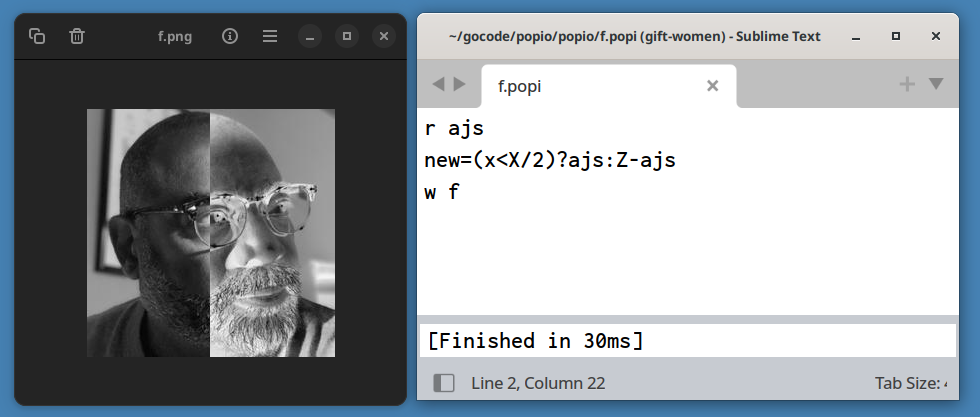 f.png
~/gocode/popio/popio/f.popi (gift-women) - Sublime Text
f.popi
r ajs
new=(x<X/2)?ajs:Z-ajs
w f
[Finished in 30ms]
Line 2, Column 22
Tab Size: